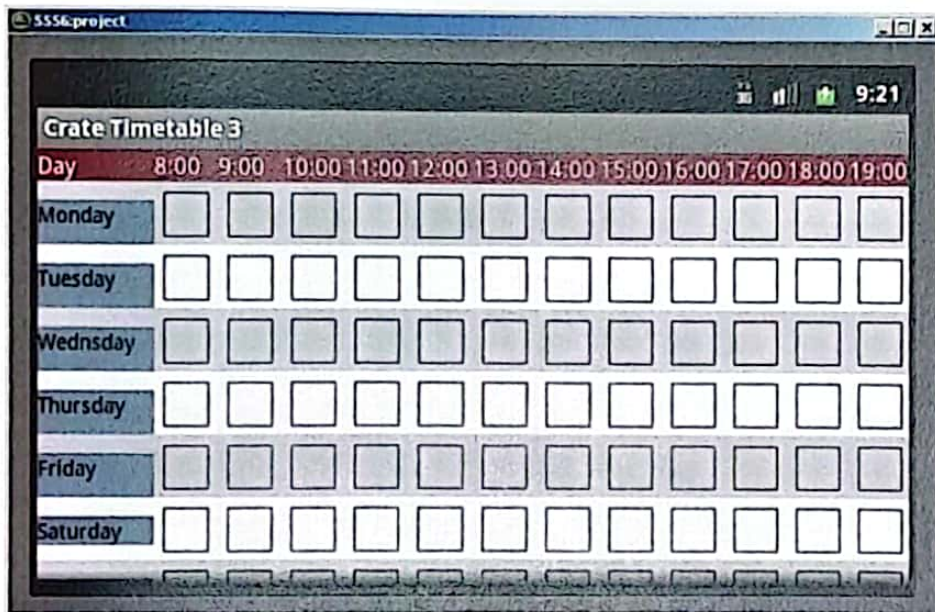 5556:project
9:21
Crate Timetable 3
Day 8:00 9:00 10:00 11:00 12:00 13:00 14:00 15:00 16:00 17:00 18:00 19:00
Monday
Tuesday
Wednsday
Thursday
Friday
Saturday